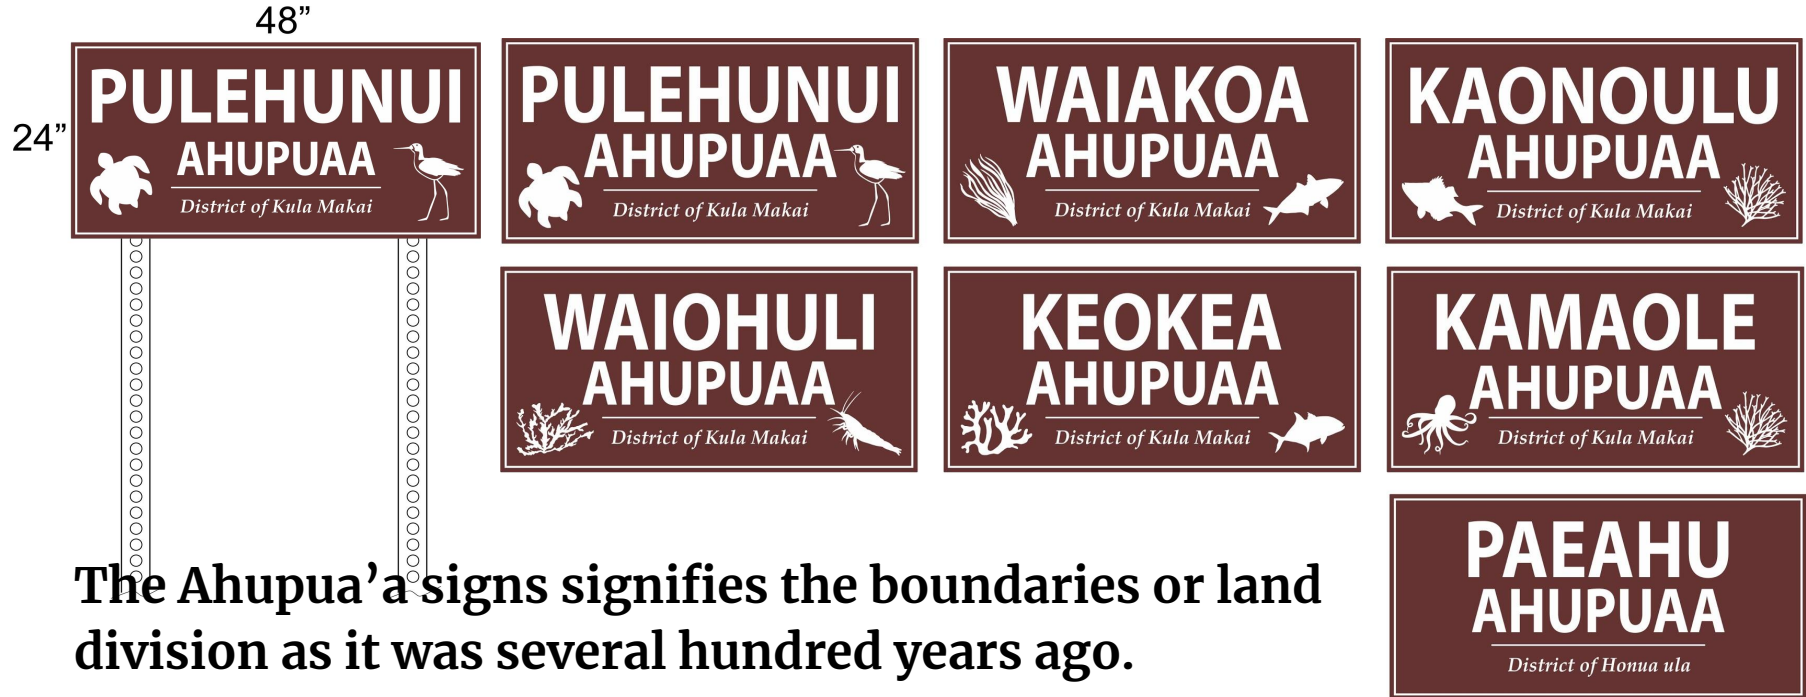 48”
24”
PULEHUNUI
AHUPUAA
District of Kula Makai
PULEHUNUI
AHUPUAA
District of Kula Makai
WAIAKOA
AHUPUAA
District of Kula Makai
KAONOULU
AHUPUAA
District of Kula Makai
WAIOHULI
AHUPUAA
District of Kula Makai
KEOKEA
AHUPUAA
District of Kula Makai
KAMAOLE
AHUPUAA
District of Kula Makai
PAEAHU
AHUPUAA
District of Honua ula
The Ahupua’a signs signifies the boundaries or land
division as it was several hundred years ago.